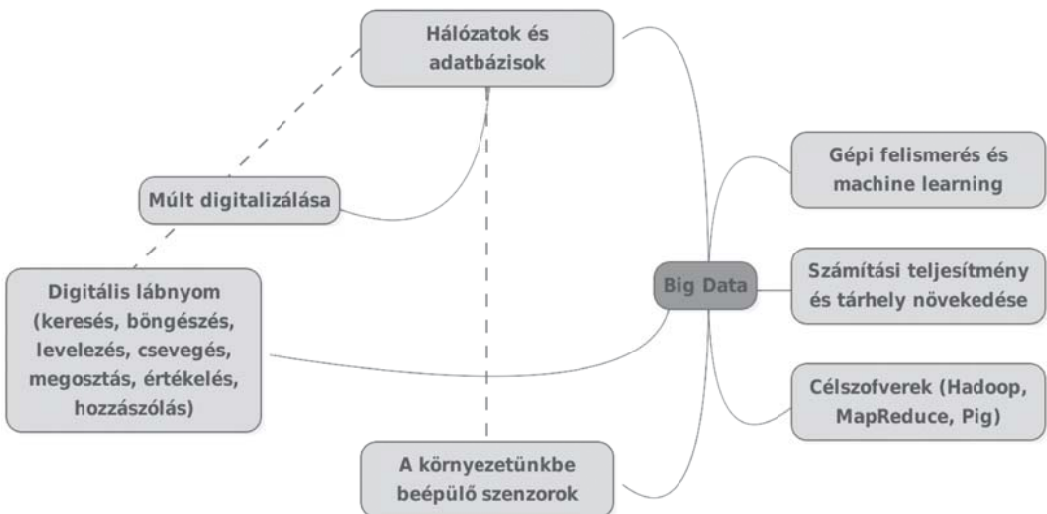 Hálózatok és
adatbázisok
Múlt digitalizálása
Digitális lábnyom
(keresés, böngészés,
levelezés, csevegés,
megosztás, értékelés,
hozzászólás)
A környezetünkbe
beépülő szenzorok
Big Data
Gépi felismerés és
machine learning
Számítási teljesítmény
és tárhely növekedése
Célszofverek (Hadoop,
MapReduce, Pig)